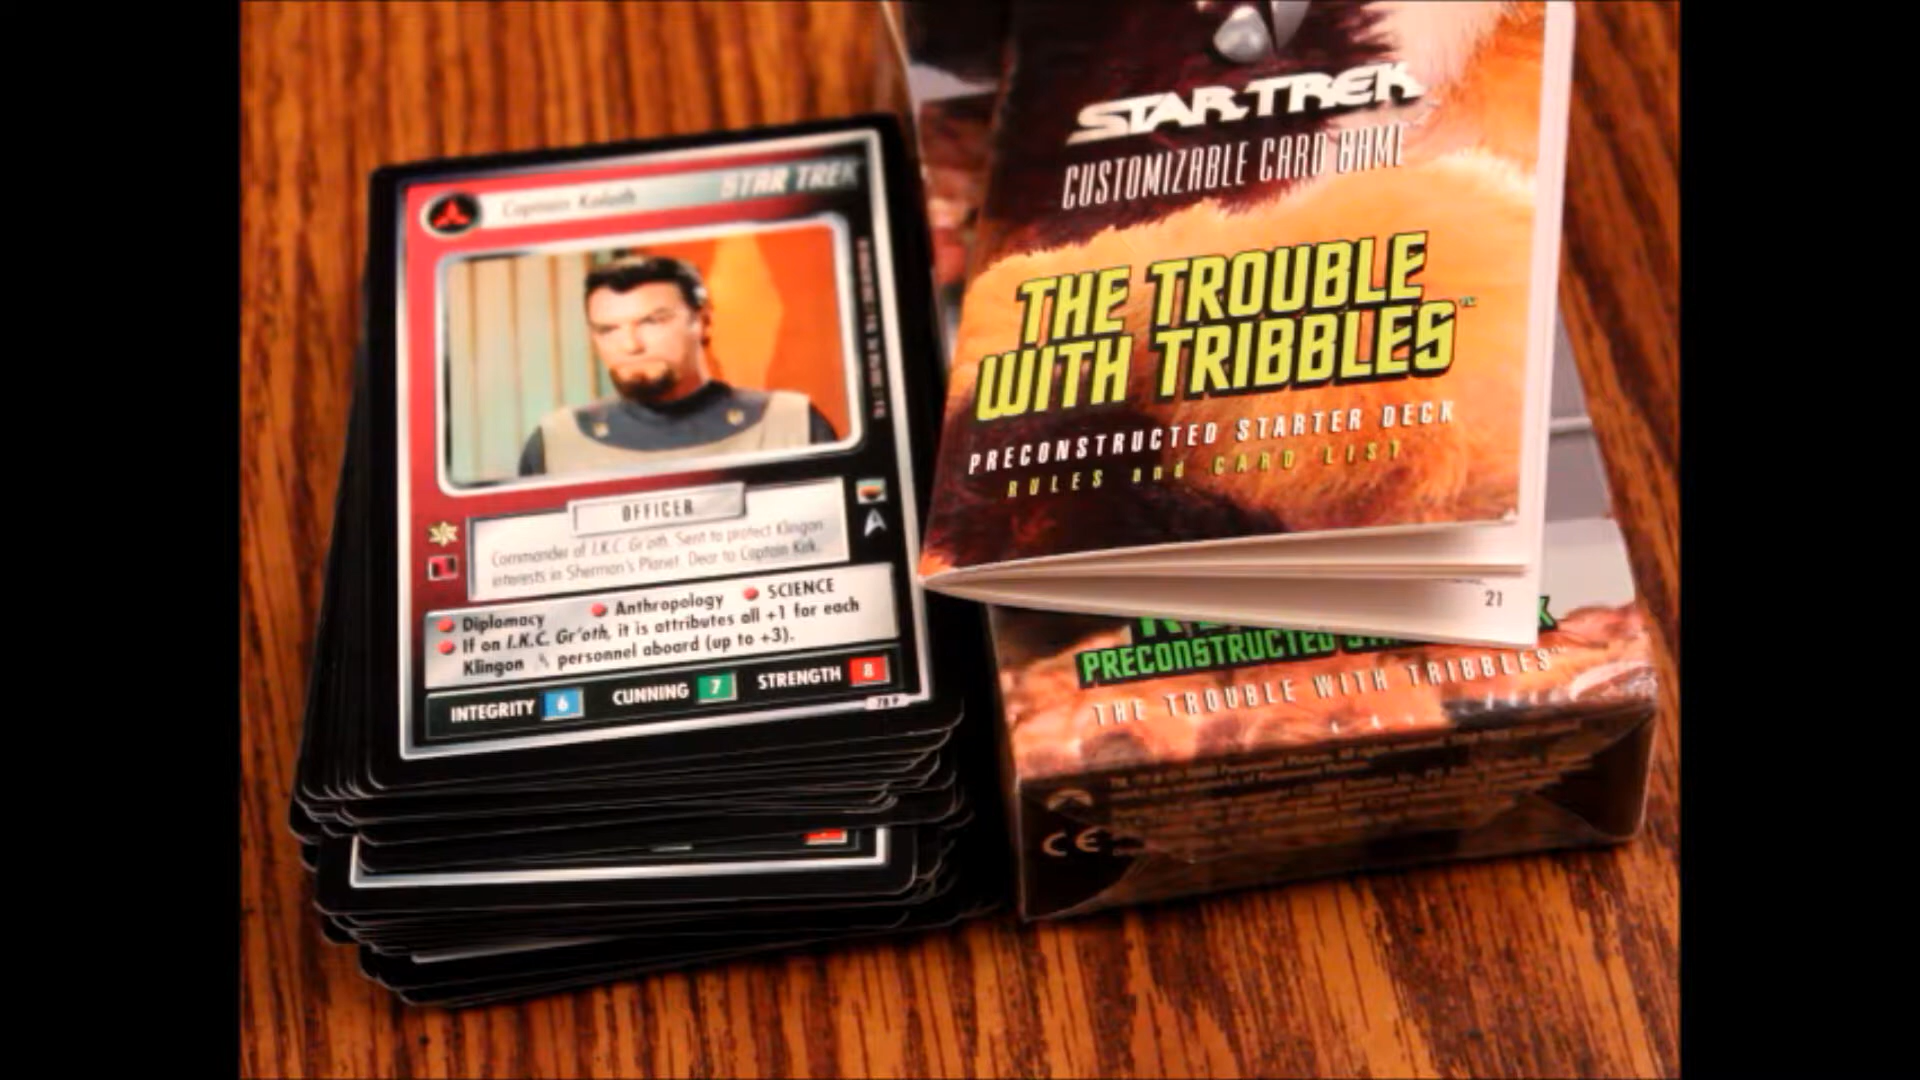 Captain Koloth
STAR TREK
OFFICER
Commander of I.K.C. Gr'oth. Sent to protect Klingon
interests in Sherman's Planet. Dear to Captain Kirk.
Diplomacy Anthropology SCIENCE
If on I.K.C. Gr'oth, it is attributes all +1 for each
Klingon personnel aboard (up to +3).
INTEGRITY 6 CUNNING 7 STRENGTH 8
STAR TREK
CUSTOMIZABLE CARD GAME
THE TROUBLE
WITH TRIBBLES™
PRECONSTRUCTED STARTER DECK
RULES and CARD LIST
21
PRECONSTRUCTED
THE TROUBLE WITH TRIBBLES™
CE